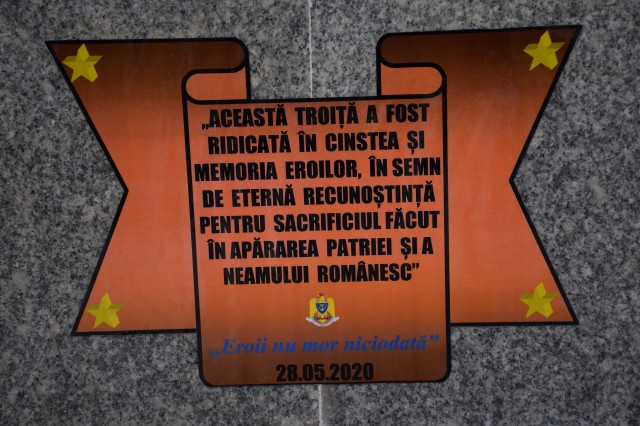 „ACEASTĂ TROIȚĂ A FOST
RIDICATĂ ÎN CINSTEA ȘI
MEMORIA EROILOR, ÎN SEMN
DE ETERNĂ RECUNOȘTINȚĂ
PENTRU SACRIFICIUL FĂCUT
ÎN APĂRAREA PATRIEI ȘI A
NEAMULUI ROMÂNESC”
„Eroii nu mor niciodată”
28.05.2020